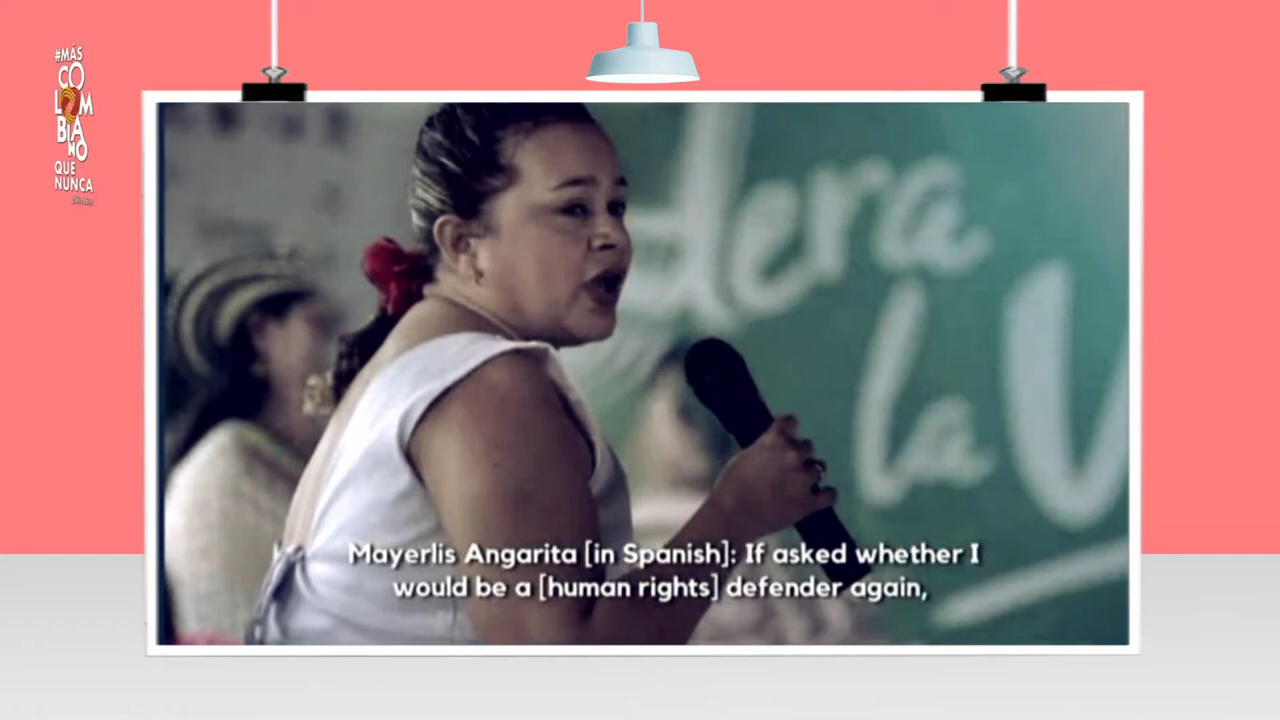 #MÁS
CO
LOM
BIA
NO
QUE
NUNCA
dera
la V
Mayerlis Angarita [in Spanish]: If asked whether I
would be a [human rights] defender again,